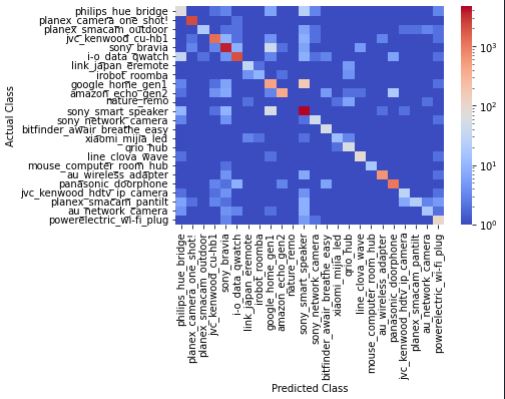 philips_hue_bridge
planex_camera_one_shot!
planex_smacam_outdoor
jvc_kenwood_cu-hb1
sony_bravia
i-o_data_qwatch
link_japan_eremote
irobot_roomba
google_home_gen1
amazon_echo_gen2
nature_remo
sony_smart_speaker
sony_network_camera
bitfinder_awair_breathe_easy
xiaomi_mijia_led
qrio_hub
line_clova_wave
mouse_computer_room_hub
au_wireless_adapter
panasonic_doorphone
jvc_kenwood_hdtv_ip_camera
planex_smacam_pantilt
au_network_camera
powerelectric_wi-fi_plug
Actual Class
10³
10²
10¹
10⁰
philips_hue_bridge
planex_camera_one_shot!
planex_smacam_outdoor
jvc_kenwood_cu-hb1
sony_bravia
i-o_data_qwatch
link_japan_eremote
irobot_roomba
google_home_gen1
amazon_echo_gen2
nature_remo
sony_smart_speaker
sony_network_camera
bitfinder_awair_breathe_easy
xiaomi_mijia_led
qrio_hub
line_clova_wave
mouse_computer_room_hub
au_wireless_adapter
panasonic_doorphone
jvc_kenwood_hdtv_ip_camera
planex_smacam_pantilt
au_network_camera
powerelectric_wi-fi_plug
Predicted Class